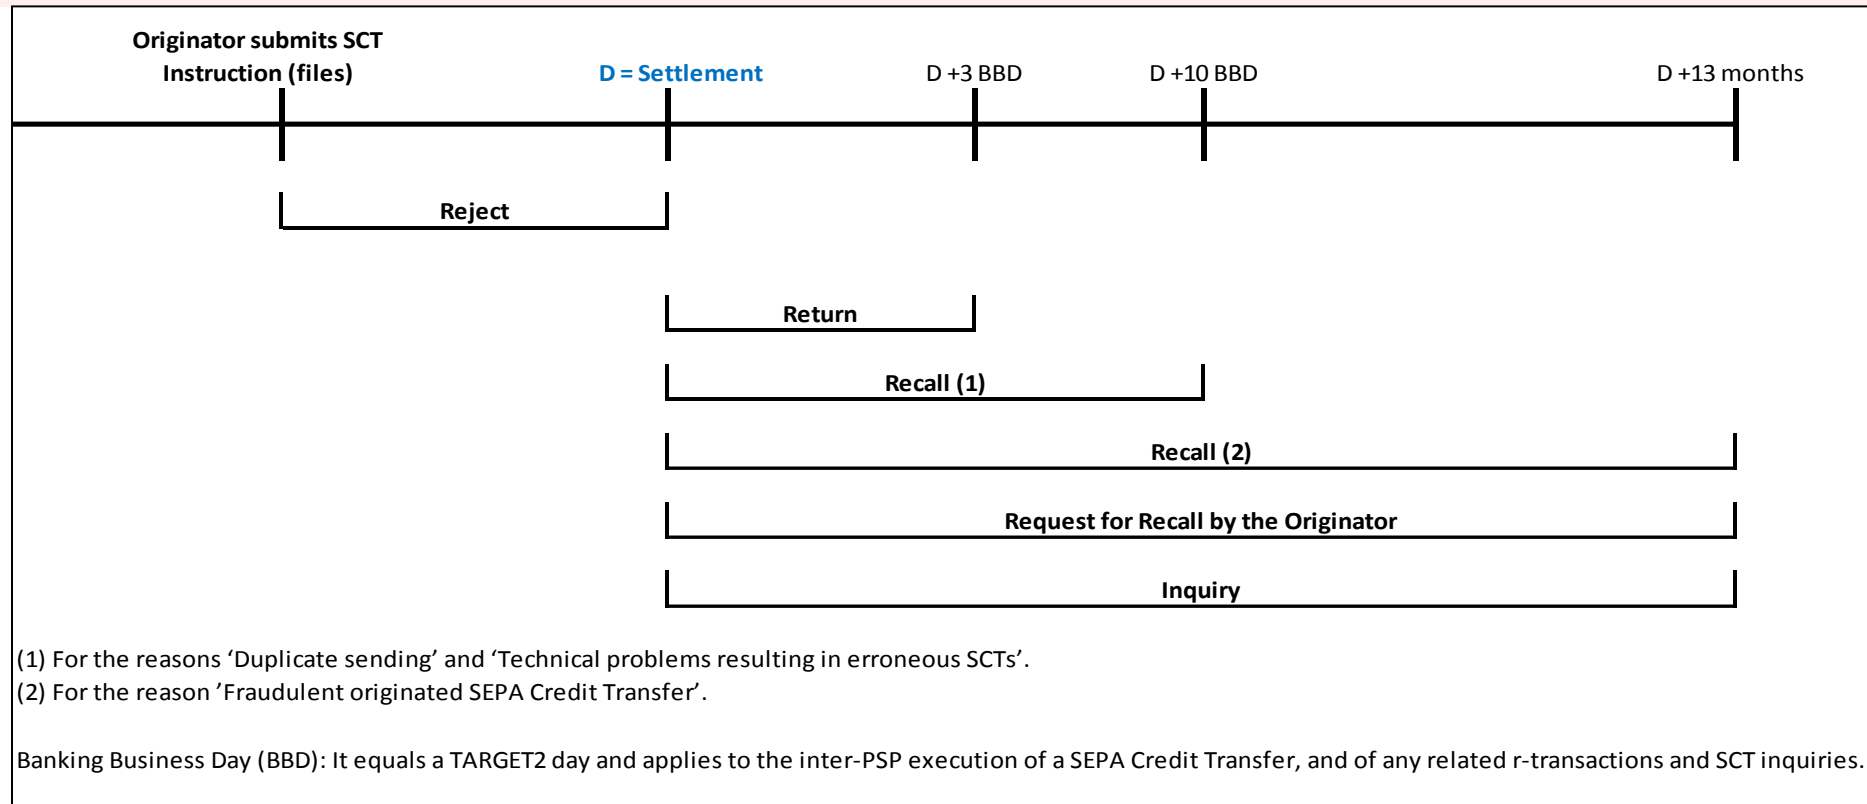 Originator submits SCT
Instruction (files)
D = Settlement
D +3 BBD
D +10 BBD
D +13 months
Reject
Return
Recall (1)
Recall (2)
Request for Recall by the Originator
Inquiry
(1) For the reasons ‘Duplicate sending’ and ‘Technical problems resulting in erroneous SCTs’.
(2) For the reason ’Fraudulent originated SEPA Credit Transfer’.
Banking Business Day (BBD): It equals a TARGET2 day and applies to the inter-PSP execution of a SEPA Credit Transfer, and of any related r-transactions and SCT inquiries.